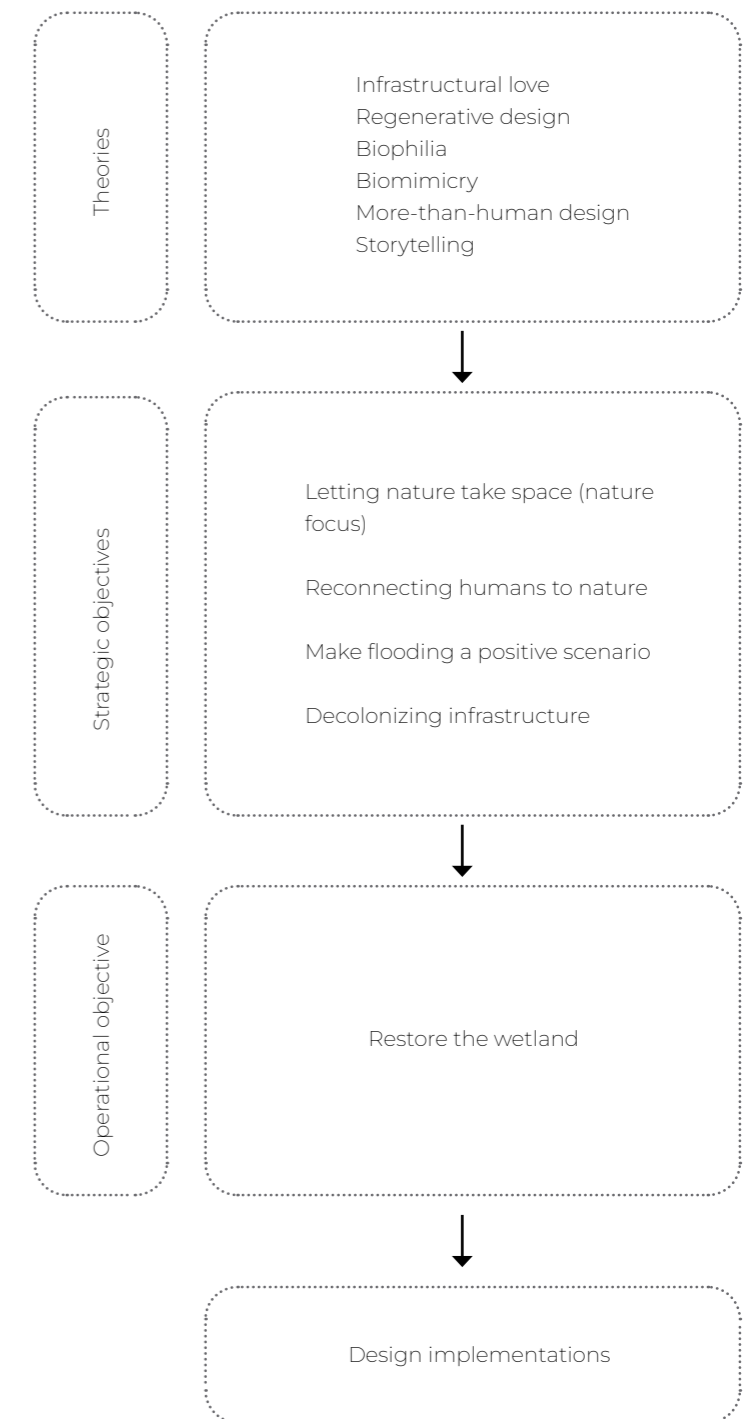 Theories
Infrastructural love
Regenerative design
Biophilia
Biomimicry
More-than-human design
Storytelling
Strategic objectives
Letting nature take space (nature
focus)
Reconnecting humans to nature
Make flooding a positive scenario
Decolonizing infrastructure
Operational objective
Restore the wetland
Design implementations